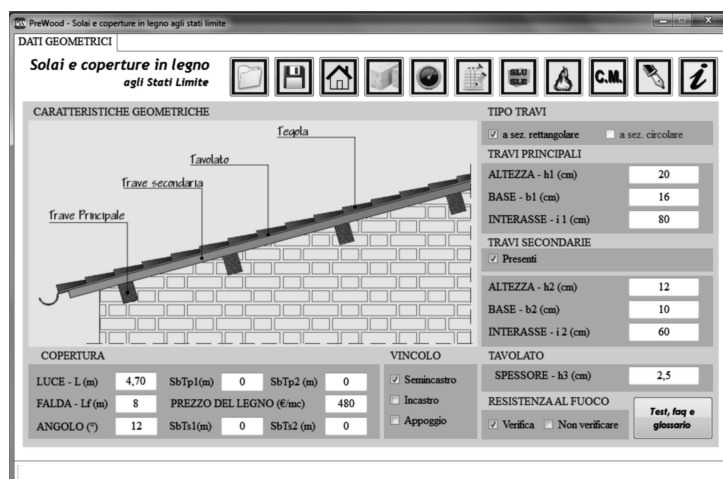 PreWood - Solai e coperture in legno agli stati limite
DATI GEOMETRICI
Solai e coperture in legno
agli Stati Limite
SLU
SLE
C.M.
i
CARATTERISTICHE GEOMETRICHE
Tegola
Tavolato
Trave secondaria
Trave Principale
TIPO TRAVI
a sez. rettangolare a sez. circolare
TRAVI PRINCIPALI
ALTEZZA - h1 (cm) 20
BASE - b1 (cm) 16
INTERASSE - i 1 (cm) 80
TRAVI SECONDARIE
Presenti
ALTEZZA - h2 (cm) 12
BASE - b2 (cm) 10
INTERASSE - i 2 (cm) 60
COPERTURA
LUCE - L (m) 4,70 SbTp1(m) 0 SbTp2 (m) 0
FALDA - Lf (m) 8 PREZZO DEL LEGNO (€/mc) 480
ANGOLO (°) 12 SbTs1(m) 0 SbTs2 (m) 0
VINCOLO
Semincastro
Incastro
Appoggio
TAVOLATO
SPESSORE - h3 (cm) 2,5
RESISTENZA AL FUOCO
Verifica Non verificare
Test, faq e
glossario